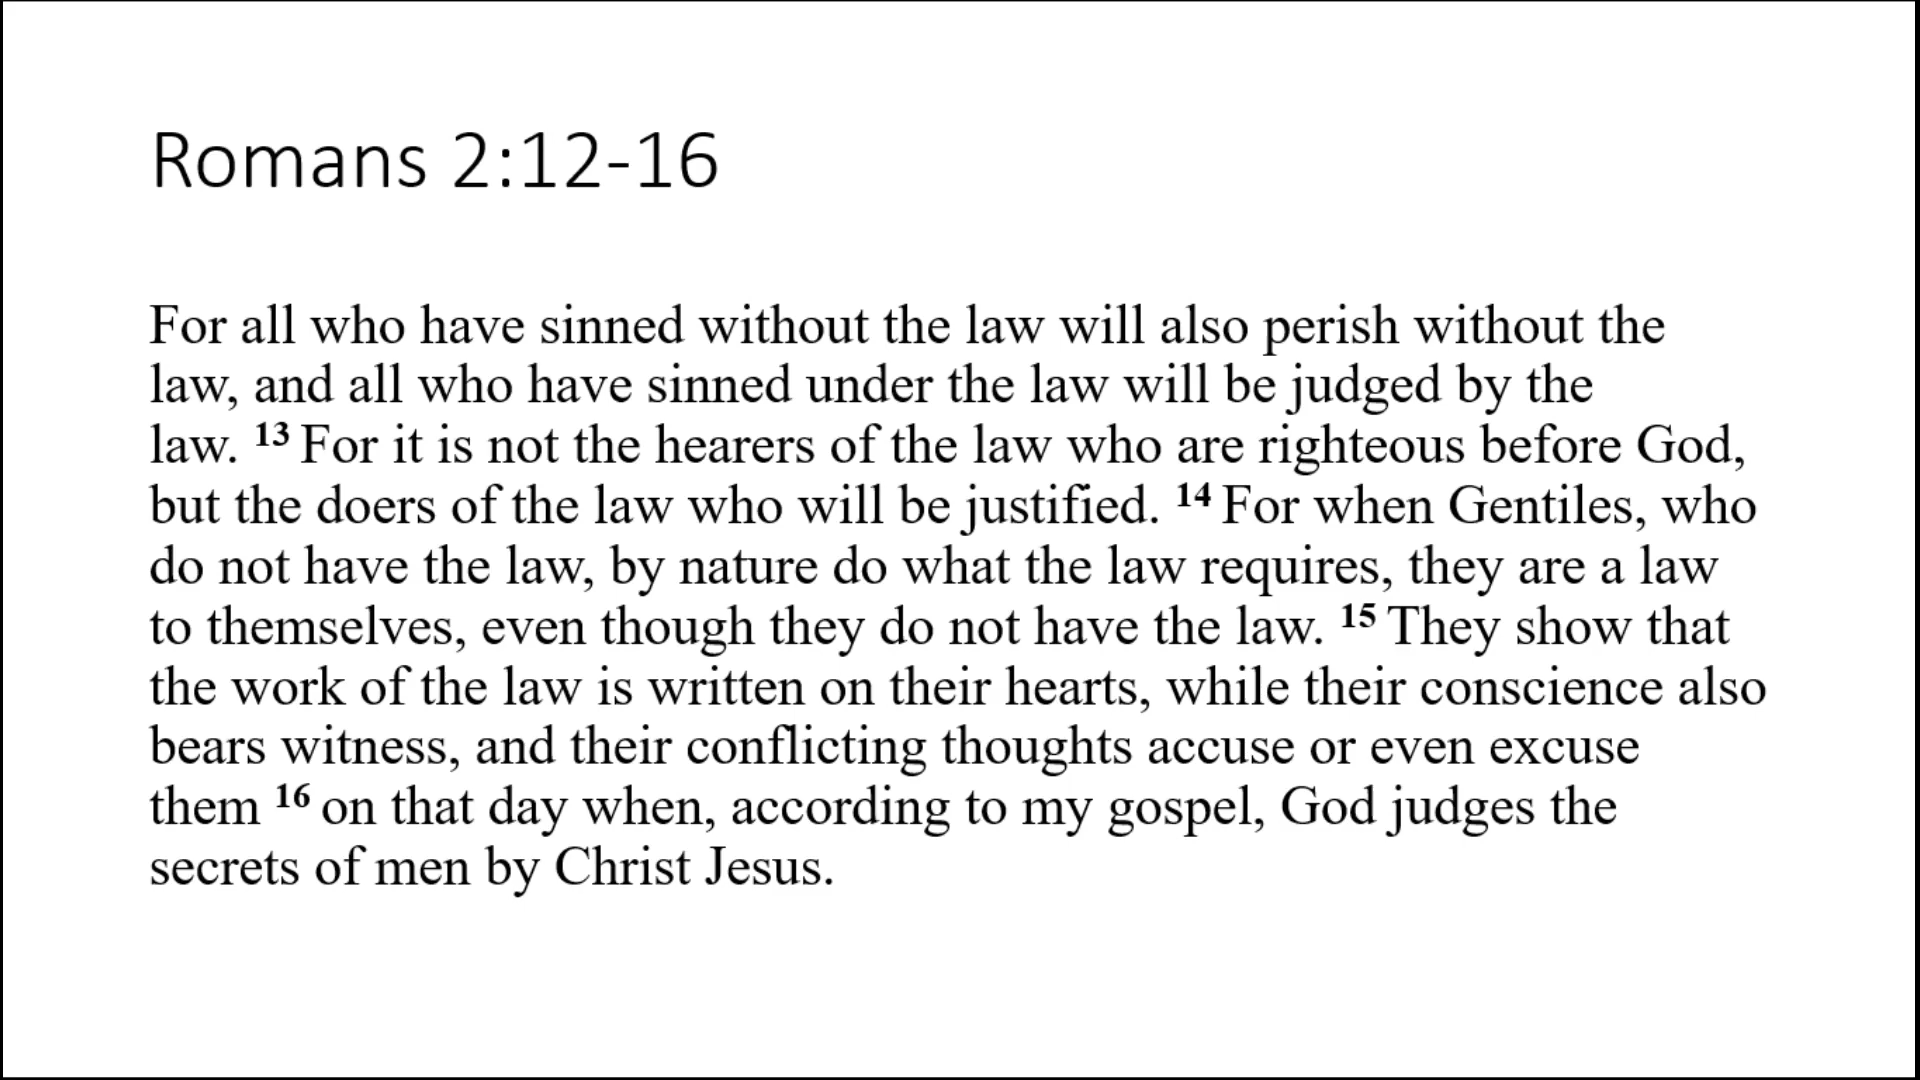 Romans 2:12-16
For all who have sinned without the law will also perish without the
law, and all who have sinned under the law will be judged by the
law. 13 For it is not the hearers of the law who are righteous before God,
but the doers of the law who will be justified. 14 For when Gentiles, who
do not have the law, by nature do what the law requires, they are a law
to themselves, even though they do not have the law. 15 They show that
the work of the law is written on their hearts, while their conscience also
bears witness, and their conflicting thoughts accuse or even excuse
them 16 on that day when, according to my gospel, God judges the
secrets of men by Christ Jesus.